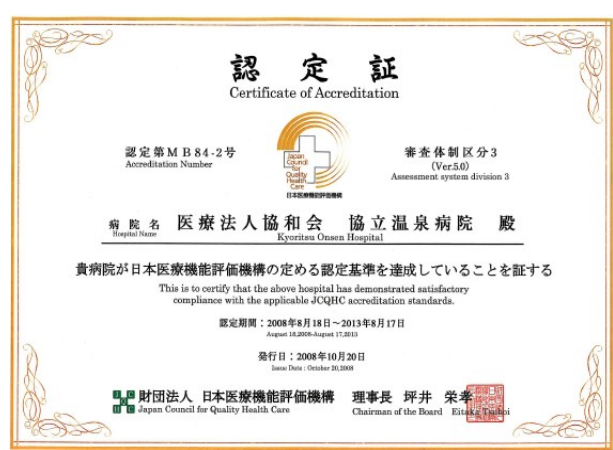 認定証
Certificate of Accreditation
認定第MB84-2号
Accreditation Number
Japan
Council
for
Quality
Health
Care
日本医療機能評価機構
審査体制区分3
(Ver.5.0)
Assessment system division 3
病院名 医療法人協和会 協立温泉病院 殿
Hospital Name Kyoritsu Onsen Hospital
貴病院が日本医療機能評価機構の定める認定基準を達成していることを証する
This is to certify that the above hospital has demonstrated satisfactory
compliance with the applicable JCQHC accreditation standards.
認定期間：2008年8月18日～2013年8月17日
August 18,2008-August 17,2013
発行日：2008年10月20日
Issue Date : October 20,2008
財団法人 日本医療機能評価機構 理事長 坪井 栄孝
Japan Council for Quality Health Care Chairman of the Board Eitaka Tsuboi